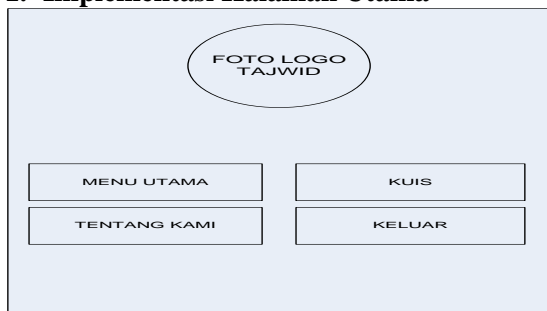 2. Implementasi Halaman Utama
FOTO LOGO
TAJWID
MENU UTAMA
KUIS
TENTANG KAMI
KELUAR